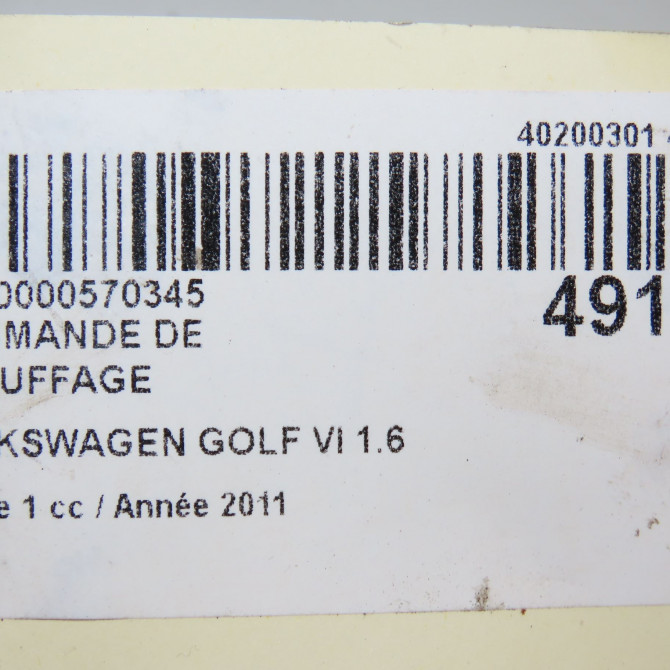 40200301
0000570345
491
MANDE DE
UFFAGE
KSWAGEN GOLF VI 1.6
e 1 cc / Année 2011